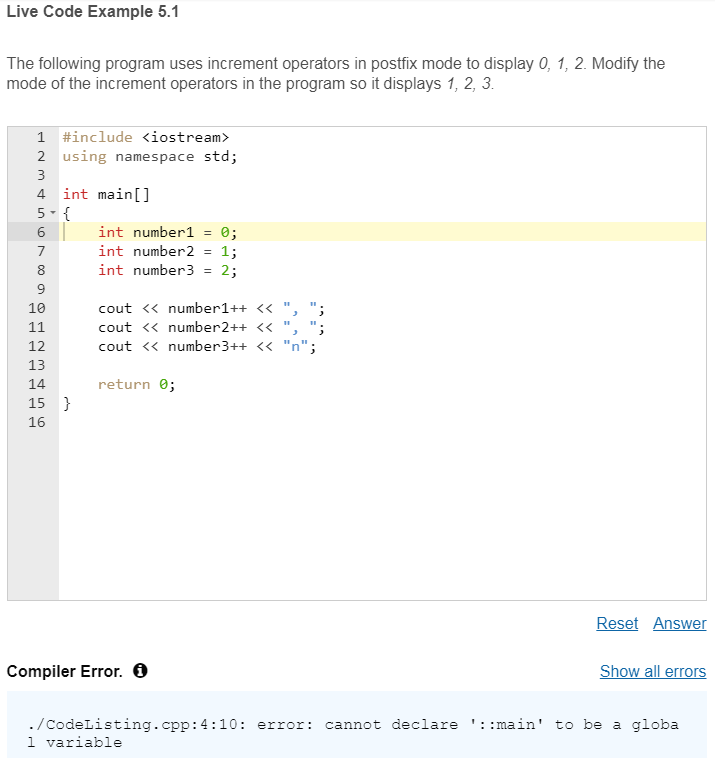 Live Code Example 5.1
The following program uses increment operators in postfix mode to display 0, 1, 2. Modify the
mode of the increment operators in the program so it displays 1, 2, 3.
1 #include <iostream>
2 using namespace std;
3
4 int main[]
5 {
6     int number1 = 0;
7     int number2 = 1;
8     int number3 = 2;
9
10     cout << number1++ << ", ";
11     cout << number2++ << ", ";
12     cout << number3++ << "n";
13
14     return 0;
15 }
16
Reset Answer
Compiler Error. Show all errors
./CodeListing.cpp:4:10: error: cannot declare '::main' to be a globa
l variable